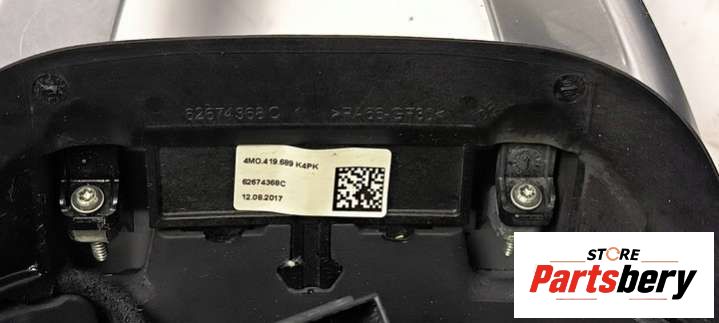 62674368C
>PA66-GF30<
4M0.419.689 K4PK
62674368C
12.08.2017
STORE
Partsbery